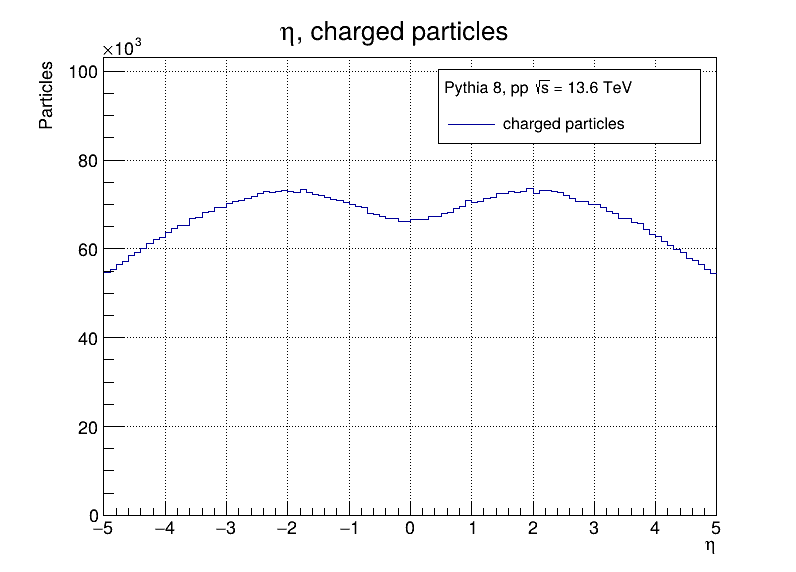 η, charged particles
×10³
Particles
Pythia 8, pp √s = 13.6 TeV
charged particles
100
80
60
40
20
0
−5 −4 −3 −2 −1 0 1 2 3 4 5
η